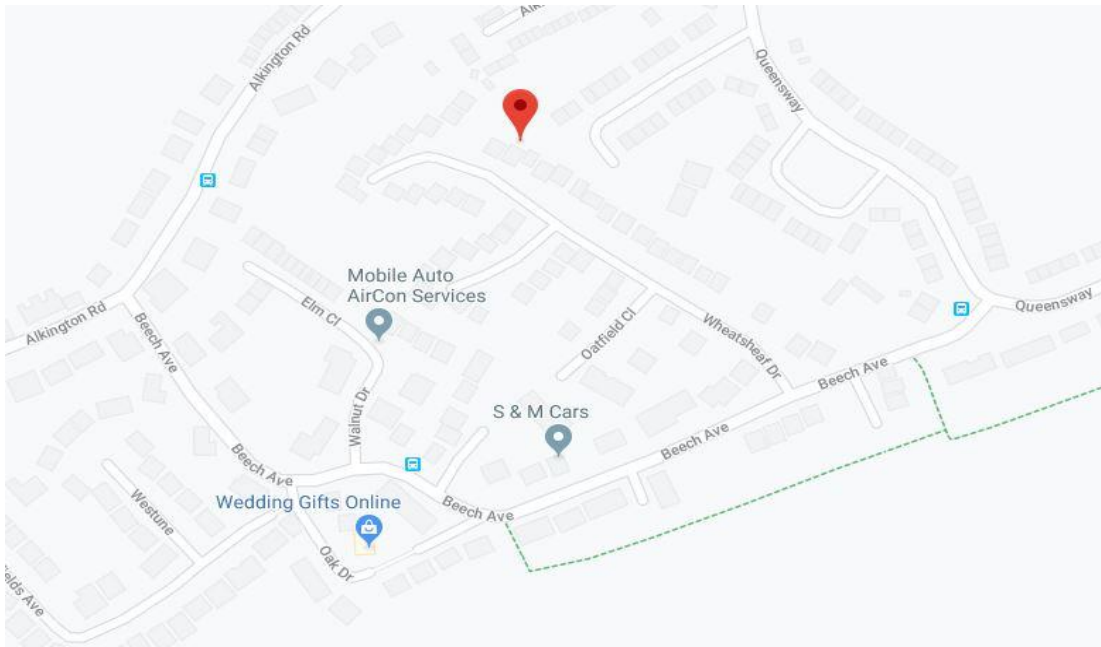 Alkington Rd
Queensway
Mobile Auto
AirCon Services
Elm Cl
Alkington Rd
Beech Ave
Oatfield Cl
Wheatsheaf Dr
Queensway
Beech Ave
Walnut Dr
S & M Cars
Beech Ave
Beech Ave
Wedding Gifts Online
Beech Ave
Westune
Oak Dr
Ave